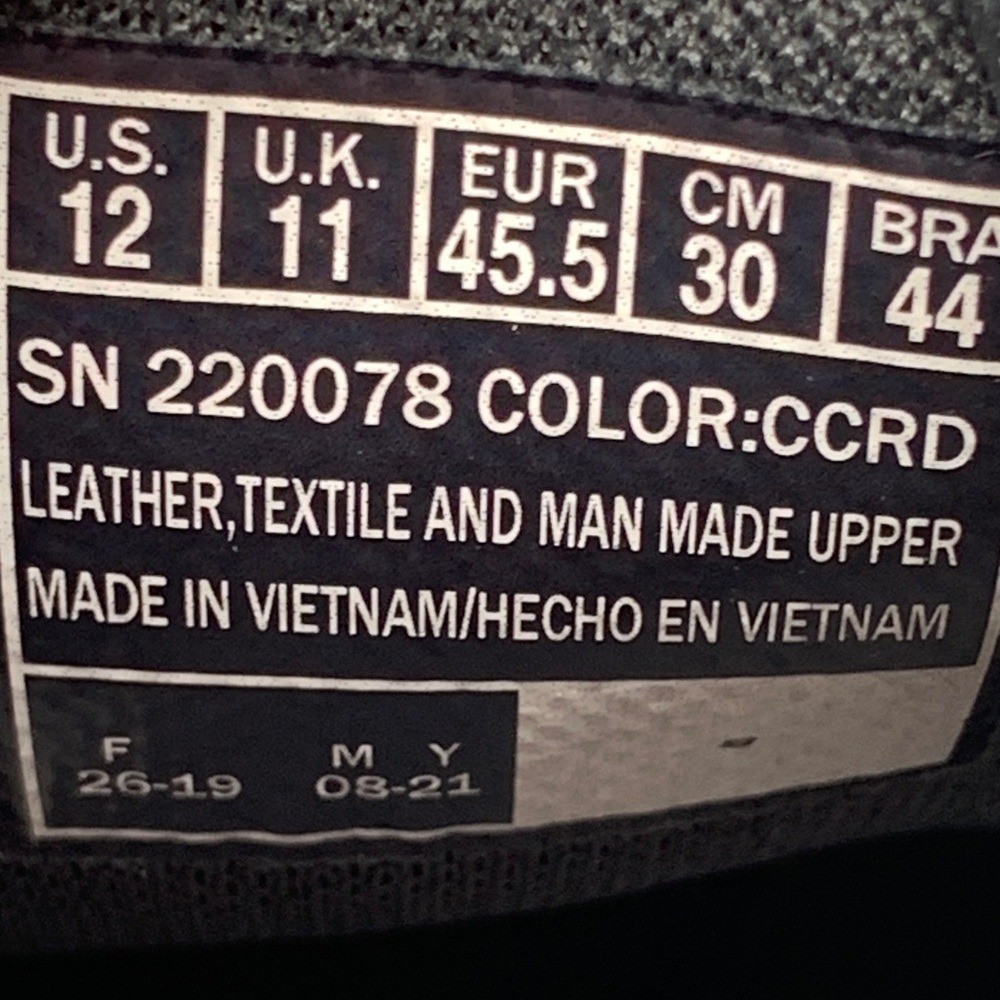 U.S. U.K. EUR CM BRA
12 11 45.5 30 44
SN 220078 COLOR:CCRD
LEATHER,TEXTILE AND MAN MADE UPPER
MADE IN VIETNAM/HECHO EN VIETNAM
F M Y
26-19 08-21